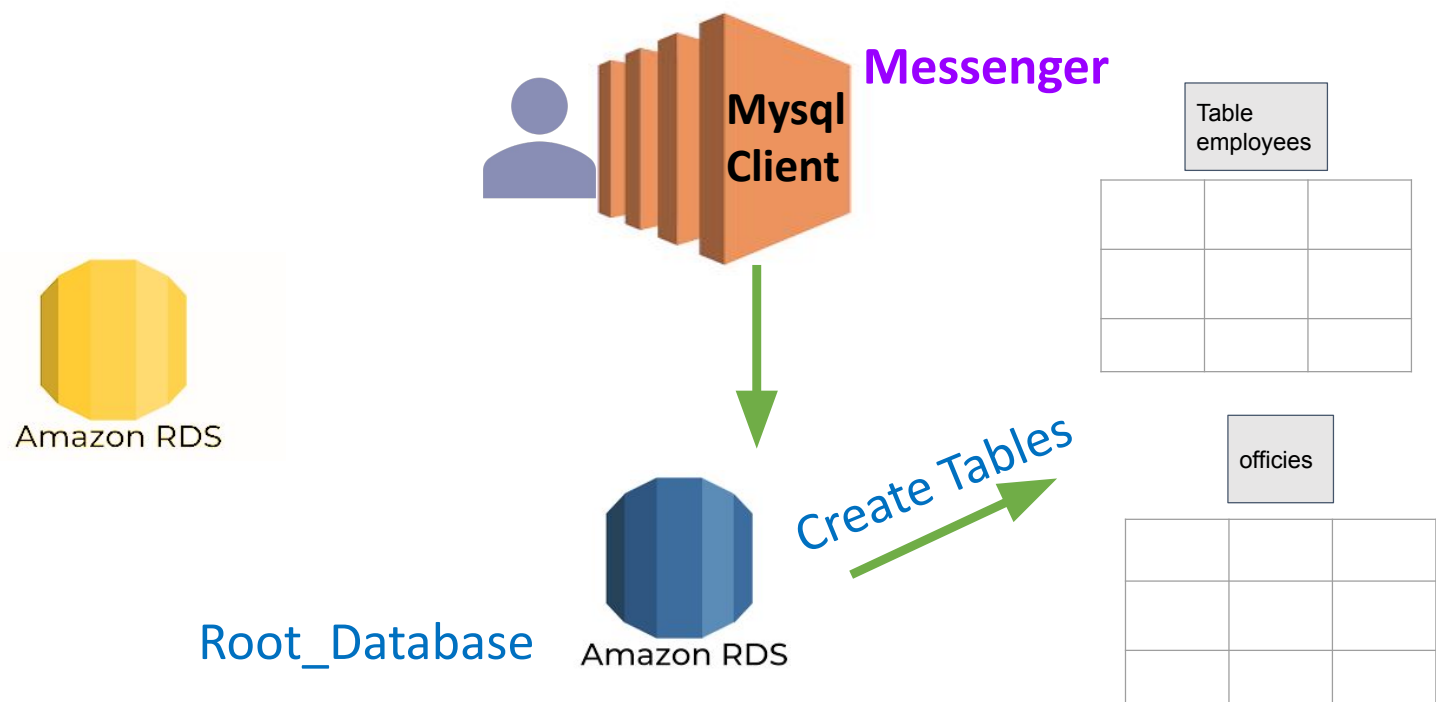 Messenger
Mysql
Client
Table
employees
Amazon RDS
Create Tables
officies
Root_Database
Amazon RDS